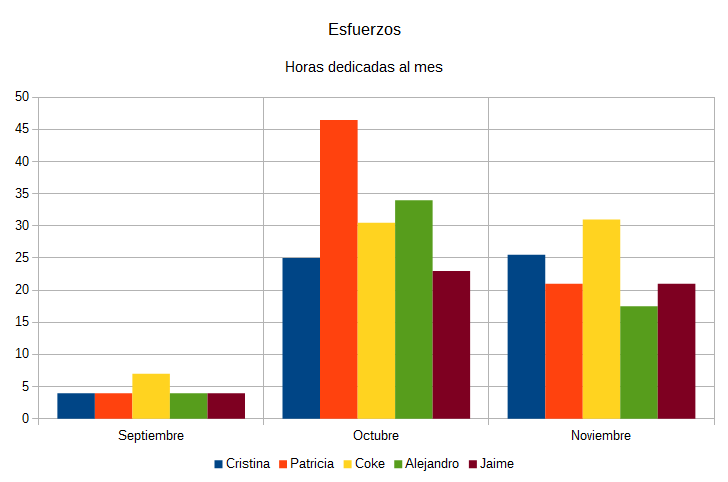 Esfuerzos
Horas dedicadas al mes
50
45
40
35
30
25
20
15
10
5
0
Septiembre Octubre Noviembre
Cristina Patricia Coke Alejandro Jaime